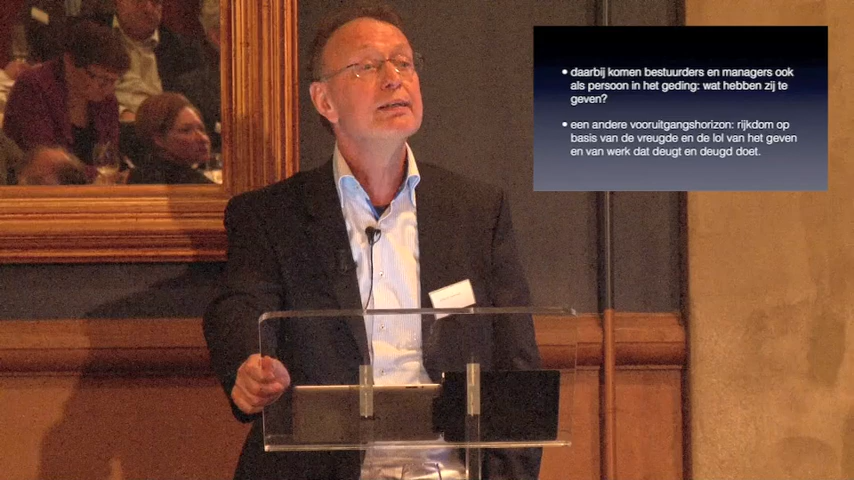 • daarbij komen bestuurders en managers ook
als persoon in het geding: wat hebben zij te
geven?
• een andere vooruitgangshorizon: rijkdom op
basis van de vreugde en de lol van het geven
en van werk dat deugt en deugd doet.